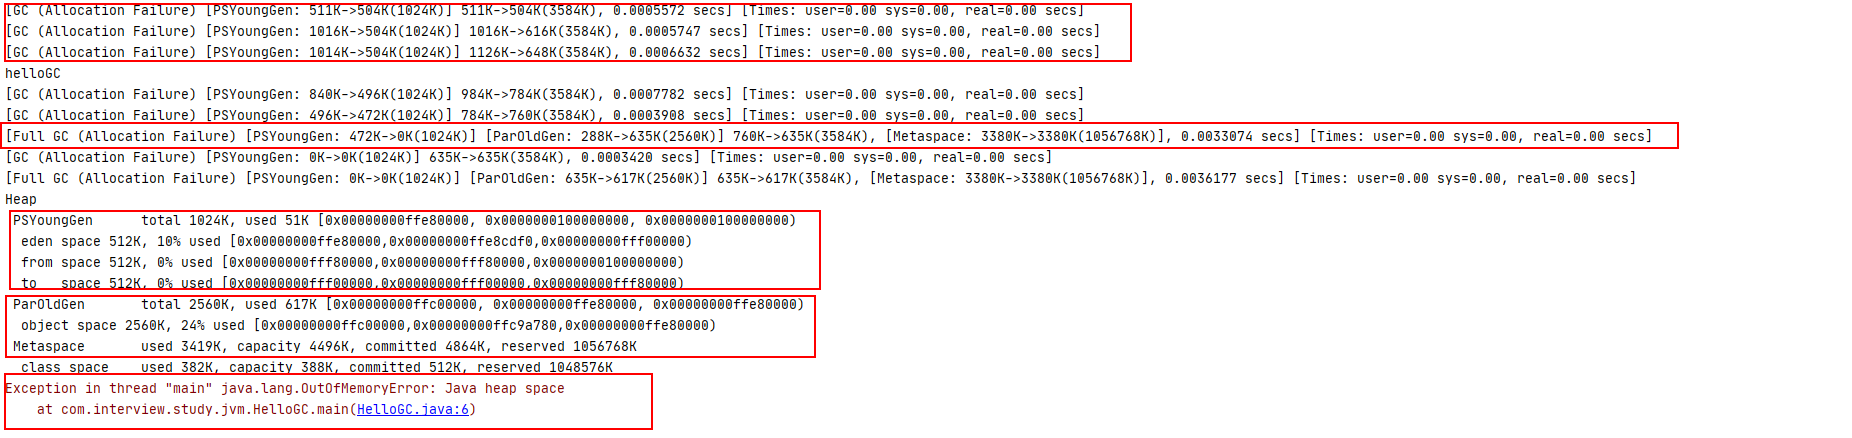 [GC (Allocation Failure) [PSYoungGen: 511K->504K(1024K)] 511K->504K(3584K), 0.0005572 secs] [Times: user=0.00 sys=0.00, real=0.00 secs]
[GC (Allocation Failure) [PSYoungGen: 1016K->504K(1024K)] 1016K->616K(3584K), 0.0005747 secs] [Times: user=0.00 sys=0.00, real=0.00 secs]
[GC (Allocation Failure) [PSYoungGen: 1014K->504K(1024K)] 1126K->648K(3584K), 0.0006632 secs] [Times: user=0.00 sys=0.00, real=0.00 secs]
helloGC
[GC (Allocation Failure) [PSYoungGen: 840K->496K(1024K)] 984K->784K(3584K), 0.0007782 secs] [Times: user=0.00 sys=0.00, real=0.00 secs]
[GC (Allocation Failure) [PSYoungGen: 496K->472K(1024K)] 784K->760K(3584K), 0.0003908 secs] [Times: user=0.00 sys=0.00, real=0.00 secs]
[Full GC (Allocation Failure) [PSYoungGen: 472K->0K(1024K)] [ParOldGen: 288K->635K(2560K)] 760K->635K(3584K), [Metaspace: 3380K->3380K(1056768K)], 0.0033074 secs] [Times: user=0.00 sys=0.00, real=0.00 secs]
[GC (Allocation Failure) [PSYoungGen: 0K->0K(1024K)] 635K->635K(3584K), 0.0003420 secs] [Times: user=0.00 sys=0.00, real=0.00 secs]
[Full GC (Allocation Failure) [PSYoungGen: 0K->0K(1024K)] [ParOldGen: 635K->617K(2560K)] 635K->617K(3584K), [Metaspace: 3380K->3380K(1056768K)], 0.0036177 secs] [Times: user=0.00 sys=0.00, real=0.00 secs]
Heap
PSYoungGen      total 1024K, used 51K [0x00000000ffe80000, 0x0000000100000000, 0x0000000100000000)
eden space 512K, 10% used [0x00000000ffe80000,0x00000000ffe8cdf0,0x00000000fff00000)
from space 512K, 0% used [0x00000000fff80000,0x00000000fff80000,0x0000000100000000)
to   space 512K, 0% used [0x00000000fff00000,0x00000000fff00000,0x00000000fff80000)
ParOldGen       total 2560K, used 617K [0x00000000ffc00000, 0x00000000ffe80000, 0x00000000ffe80000)
object space 2560K, 24% used [0x00000000ffc00000,0x00000000ffc9a780,0x00000000ffe80000)
Metaspace       used 3419K, capacity 4496K, committed 4864K, reserved 1056768K
class space    used 382K, capacity 388K, committed 512K, reserved 1048576K
Exception in thread "main" java.lang.OutOfMemoryError: Java heap space
at com.interview.study.jvm.HelloGC.main(HelloGC.java:6)